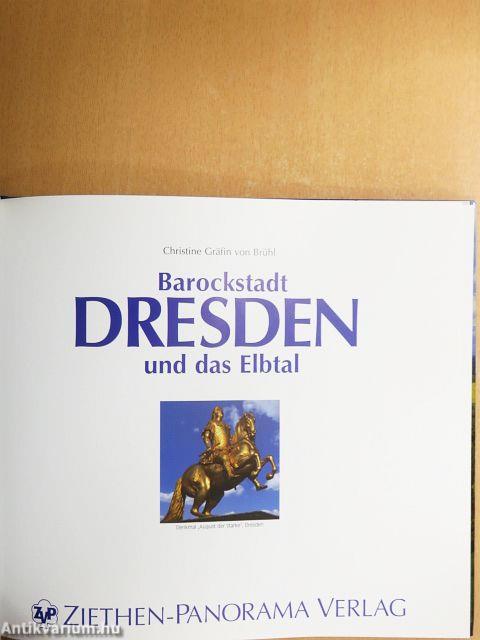 Christine Gräfin von Brühl
Barockstadt
DRESDEN
und das Elbtal
Denkmal „August der Starke“, Dresden
ZVP ZIETHEN-PANORAMA VERLAG
Antikvarium.hu